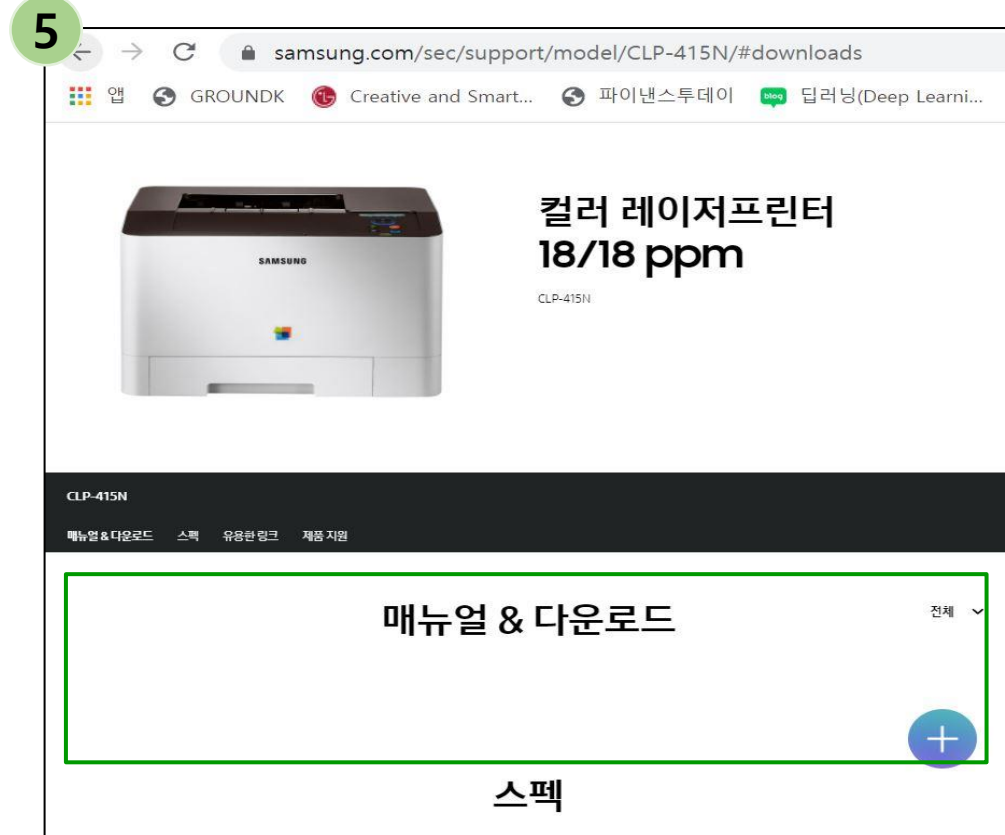 5
samsung.com/sec/support/model/CLP-415N/#downloads
앱 GROUNDK Creative and Smart... 파이낸스투데이 blog 딥러닝(Deep Learni...
SAMSUNG
컬러 레이저프린터
18/18 ppm
CLP-415N
CLP-415N
매뉴얼 & 다운로드 스펙 유용한 링크 제품 지원
매뉴얼 & 다운로드
전체
스펙